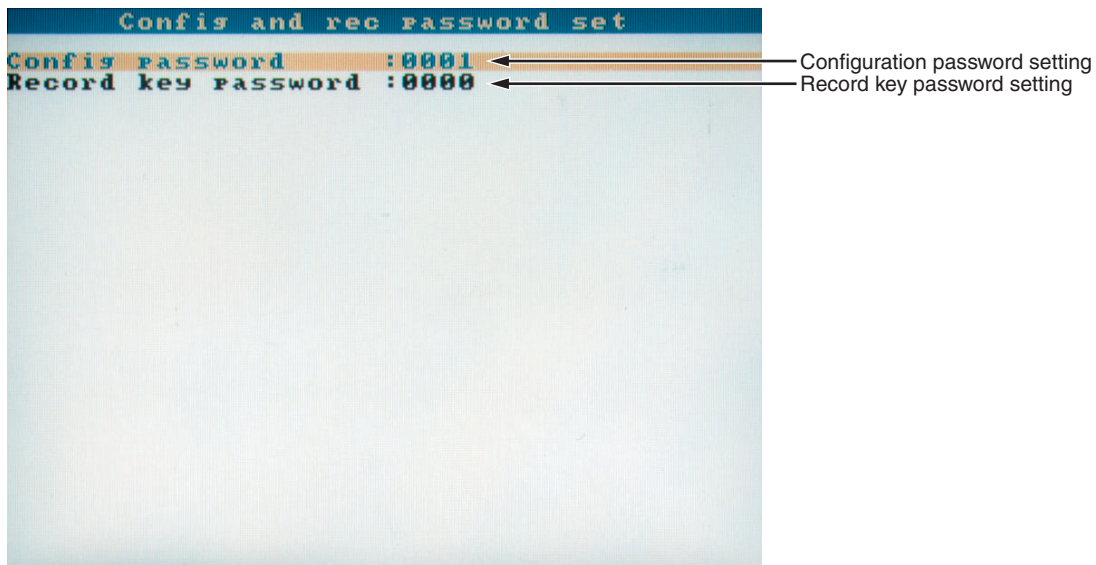 Config and rec password set
Config password :0001
Configuration password setting
Record key password :0000
Record key password setting